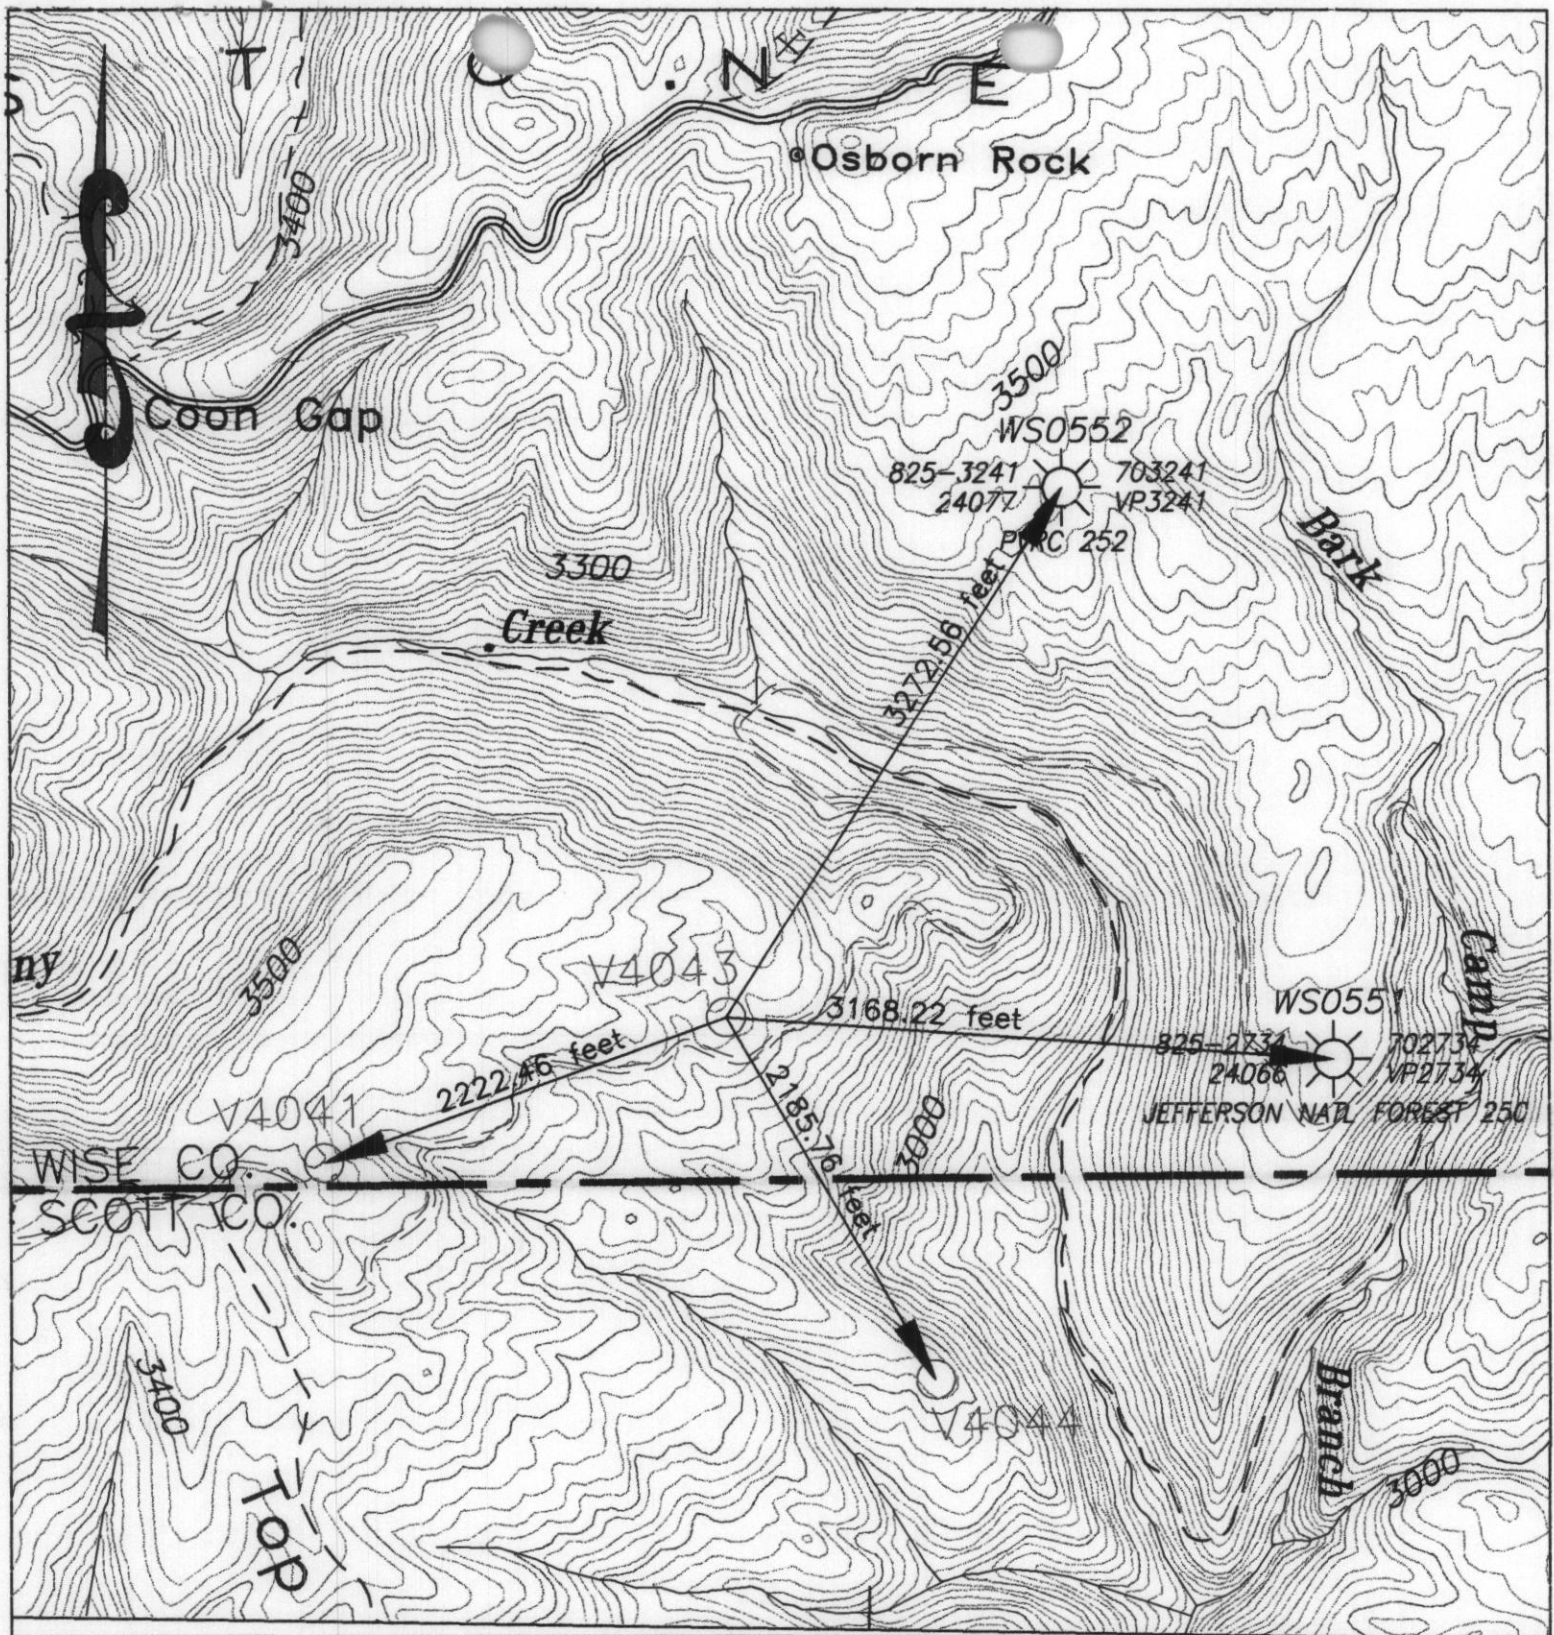 S T O N E
Osborn Rock
3400
Coon Gap
3500
WS0552
825-3241 703241
24077 VP3241
252
Bark
3300
Creek
3272.56 feet
ny
3500
V4043
3168.22 feet
WS0551
Camp
825-2734 702734
24066 VP2734
JEFFERSON NATL FOREST 250
2222.46 feet
V4041
2185.76 feet
3000
WISE CO.
SCOTT CO.
3400
V4044
Branch
3000
Top